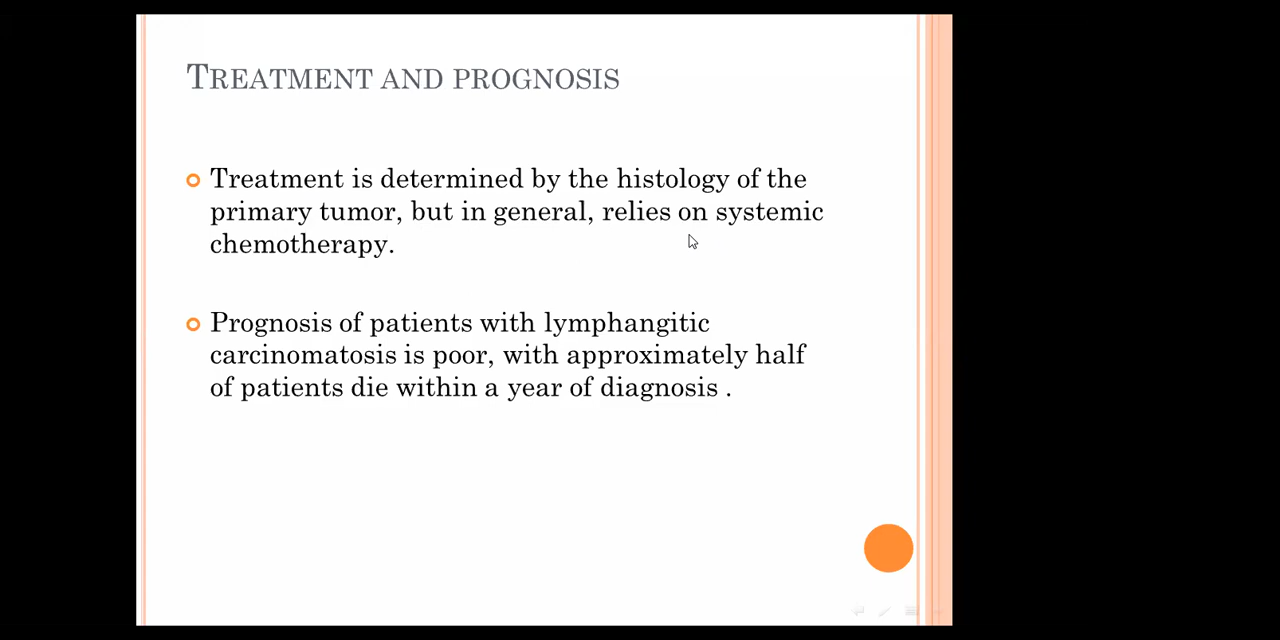 TREATMENT AND PROGNOSIS
Treatment is determined by the histology of the
primary tumor, but in general, relies on systemic
chemotherapy.
Prognosis of patients with lymphangitic
carcinomatosis is poor, with approximately half
of patients die within a year of diagnosis .